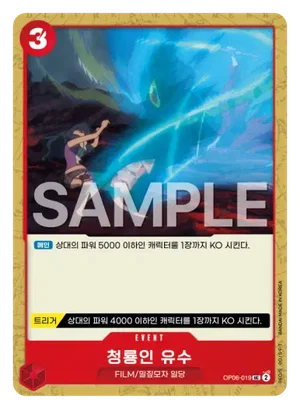 3
SAMPLE
메인 상대의 파워 5000 이하인 캐릭터를 1장까지 KO 시킨다.
트리거 상대의 파워 4000 이하인 캐릭터를 1장까지 KO 시킨다.
EVENT
청룡인 유수
FILM/밀짚모자 일당
OP06-019
2